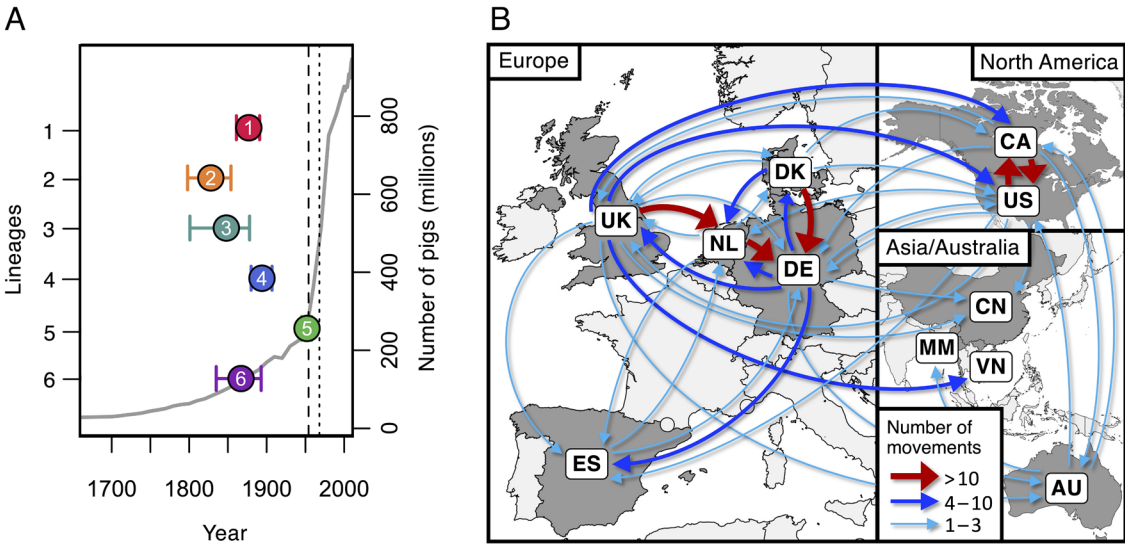 A
Lineages
1
2
3
4
5
6
1
2
3
4
5
6
800
600
400
200
0
Number of pigs (millions)
1700 1800 1900 2000
Year
B
Europe
North America
CA
US
DK
UK
NL
DE
Asia/Australia
CN
MM
VN
ES
AU
Number of
movements
>10
4−10
1−3